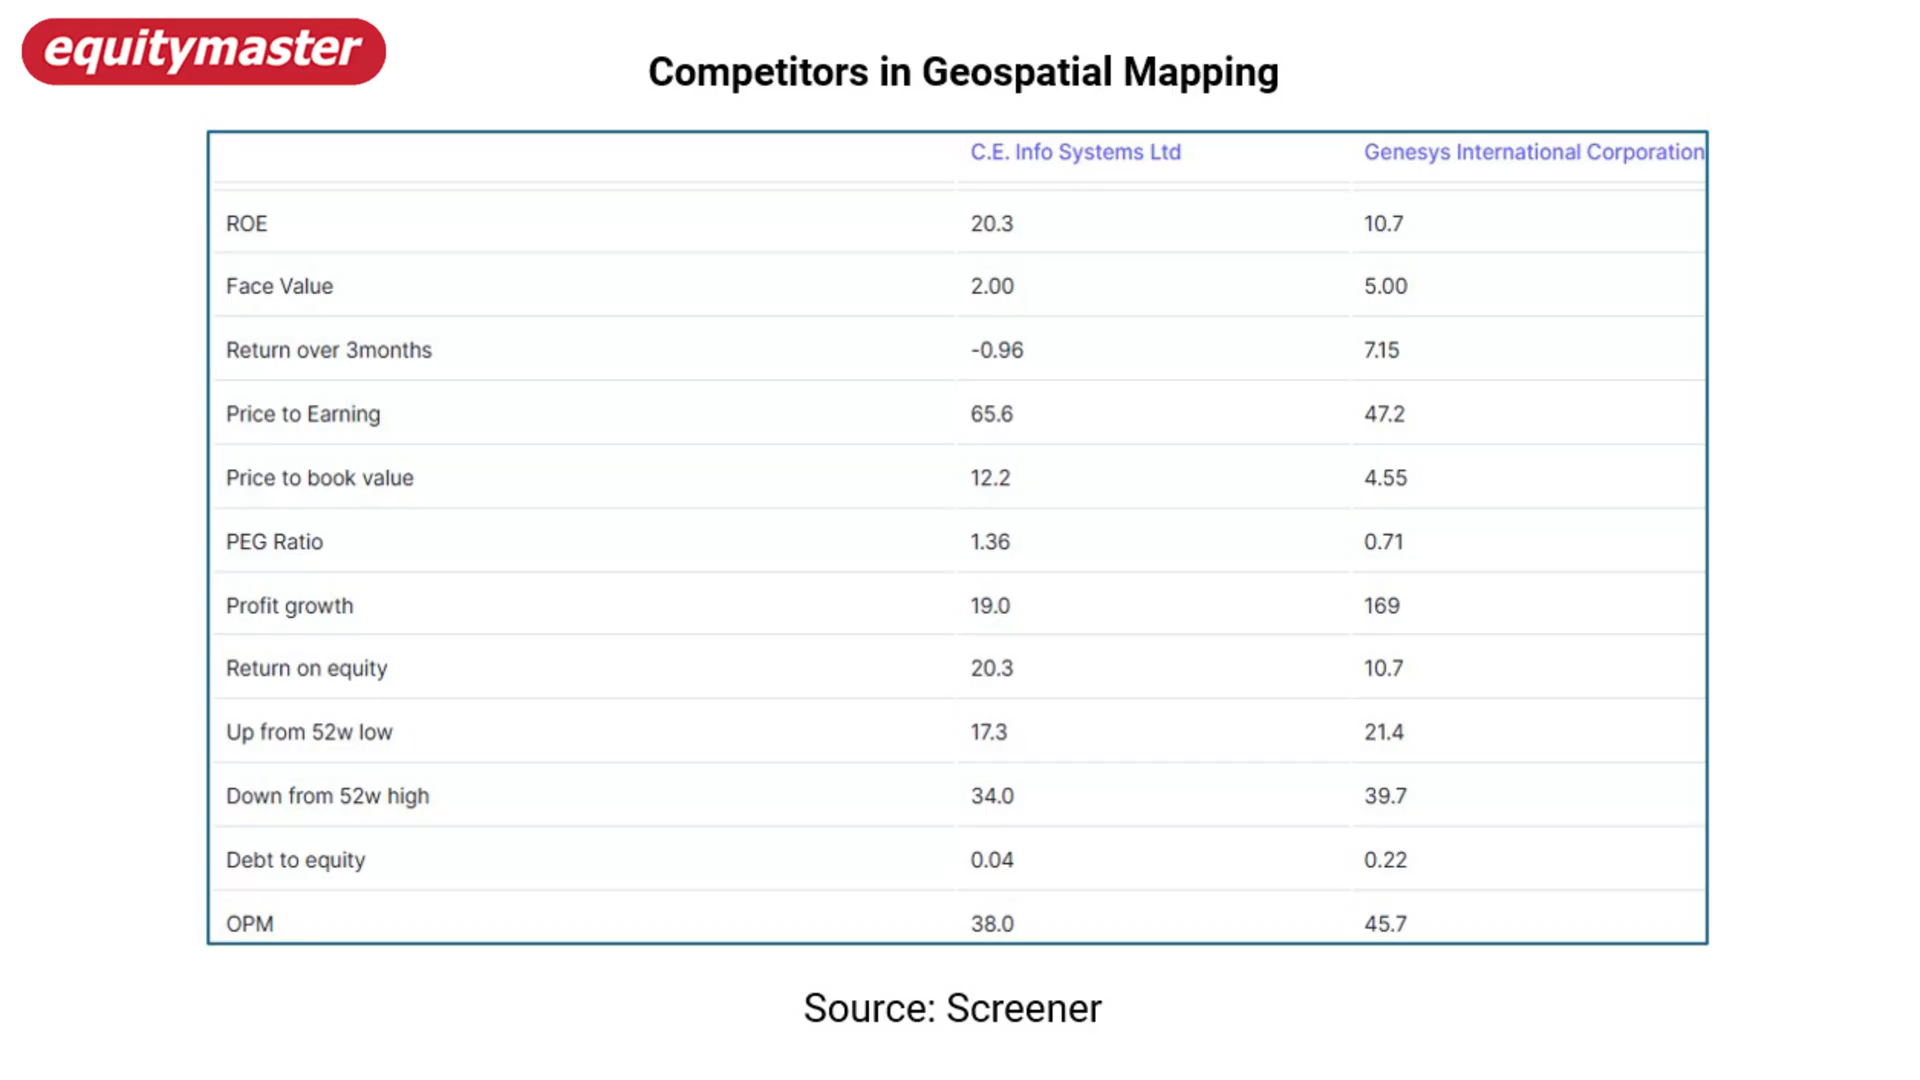 equitymaster
Competitors in Geospatial Mapping
C.E. Info Systems Ltd Genesys International Corporation
ROE 20.3 10.7
Face Value 2.00 5.00
Return over 3months -0.96 7.15
Price to Earning 65.6 47.2
Price to book value 12.2 4.55
PEG Ratio 1.36 0.71
Profit growth 19.0 169
Return on equity 20.3 10.7
Up from 52w low 17.3 21.4
Down from 52w high 34.0 39.7
Debt to equity 0.04 0.22
OPM 38.0 45.7
Source: Screener